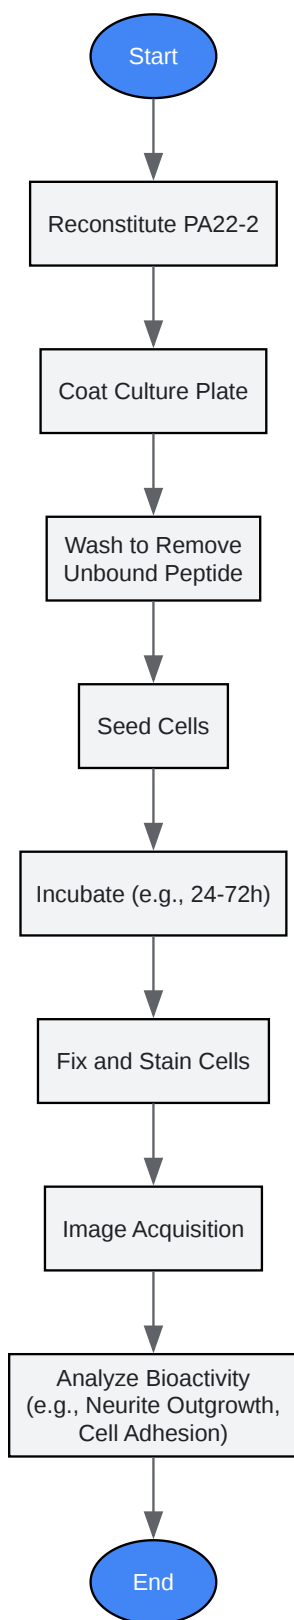 Start
Reconstitute PA22-2
Coat Culture Plate
Wash to Remove
Unbound Peptide
Seed Cells
Incubate (e.g., 24-72h)
Fix and Stain Cells
Image Acquisition
Analyze Bioactivity
(e.g., Neurite Outgrowth,
Cell Adhesion)
End